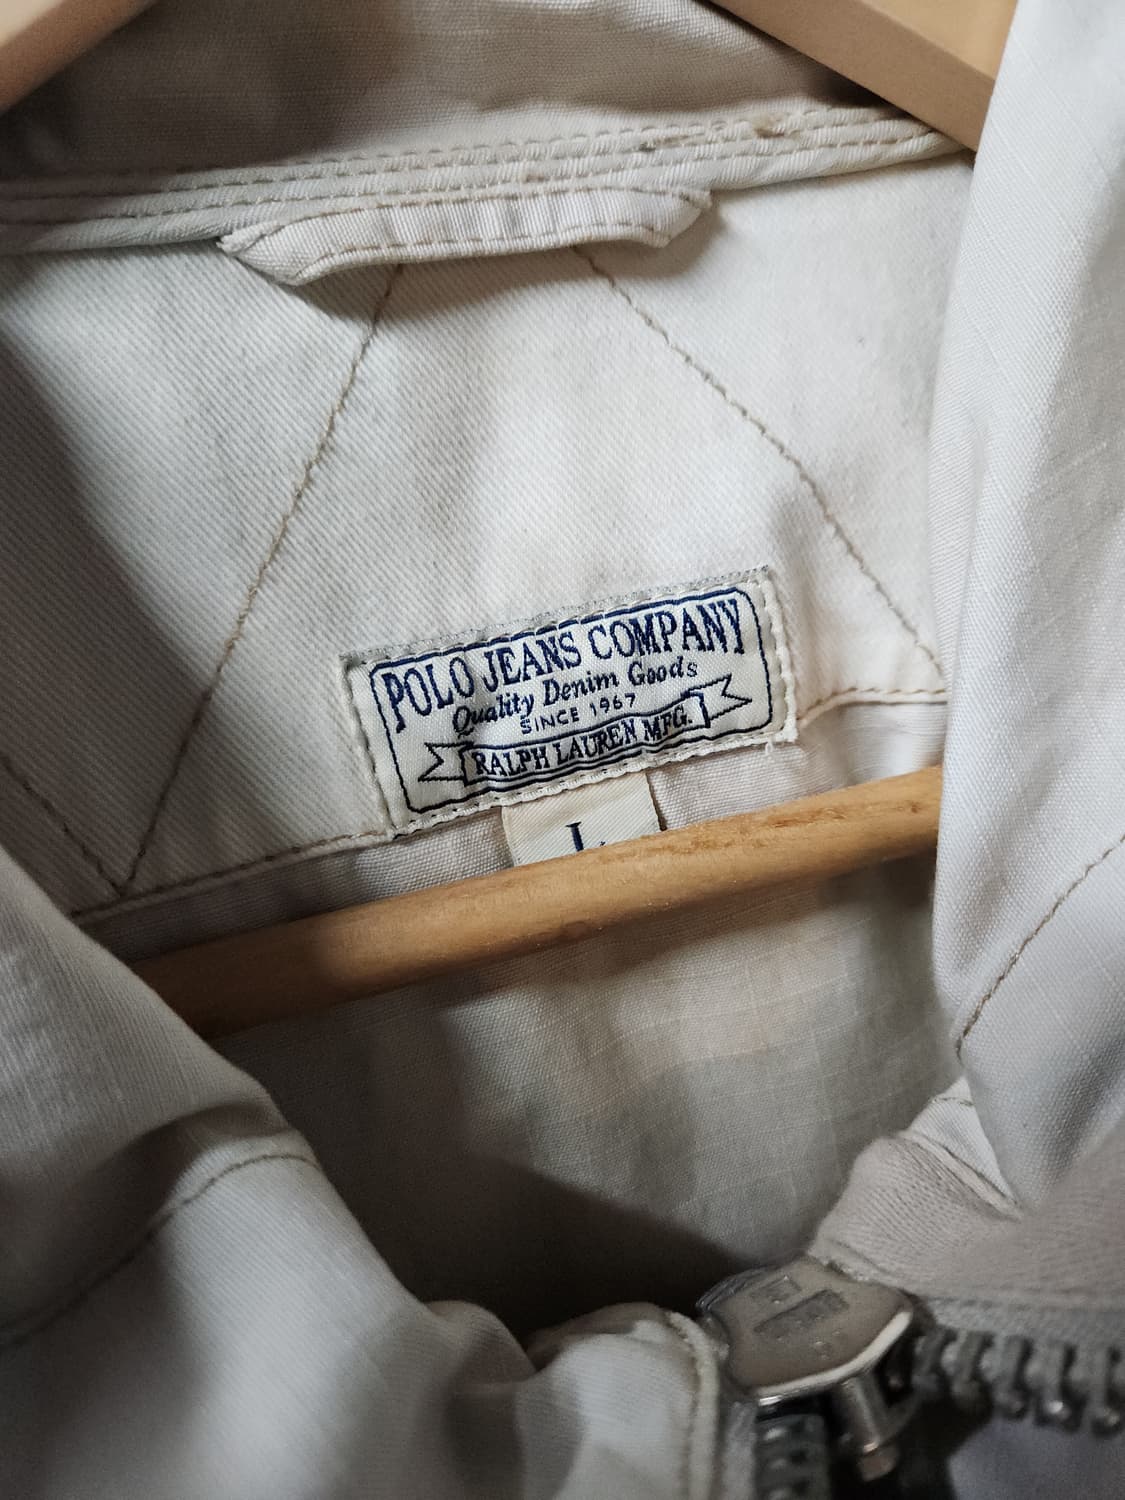 POLO JEANS COMPANY
Quality Denim Goods
SINCE 1967
RALPH LAUREN MFG.
L